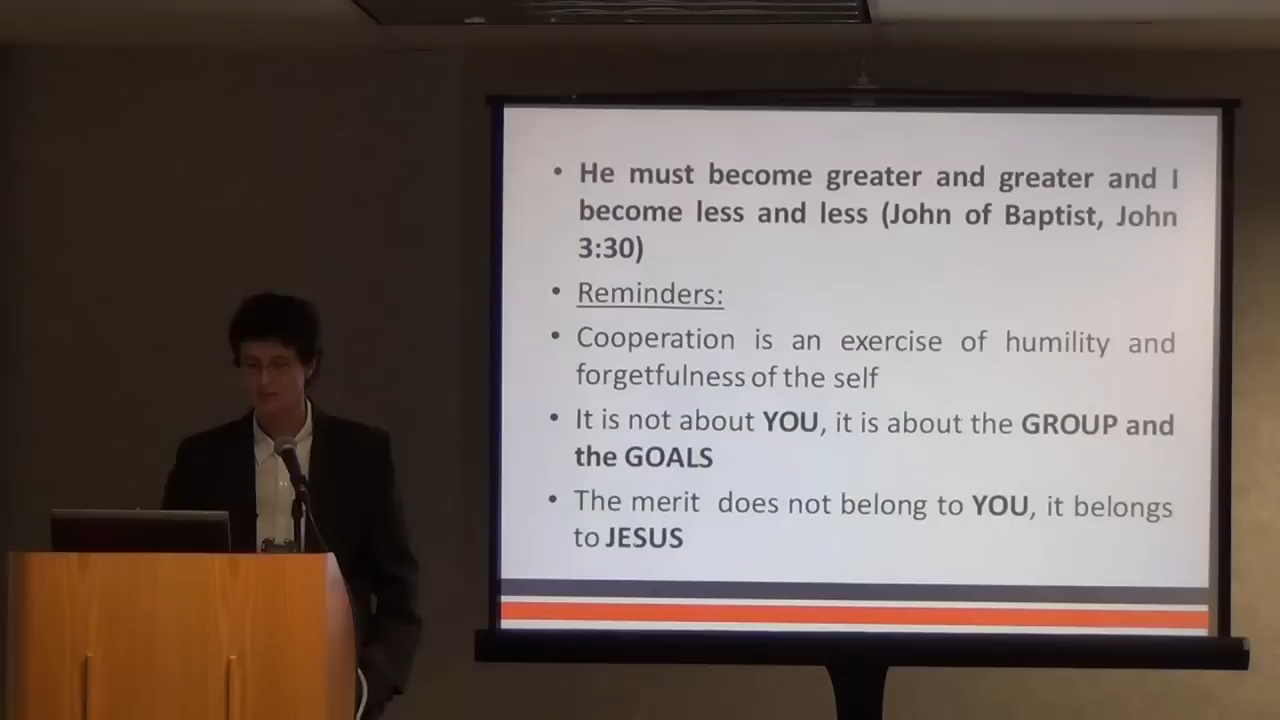 • He must become greater and greater and I
become less and less (John of Baptist, John
3:30)
• Reminders:
• Cooperation is an exercise of humility and
forgetfulness of the self
• It is not about YOU, it is about the GROUP and
the GOALS
• The merit does not belong to YOU, it belongs
to JESUS